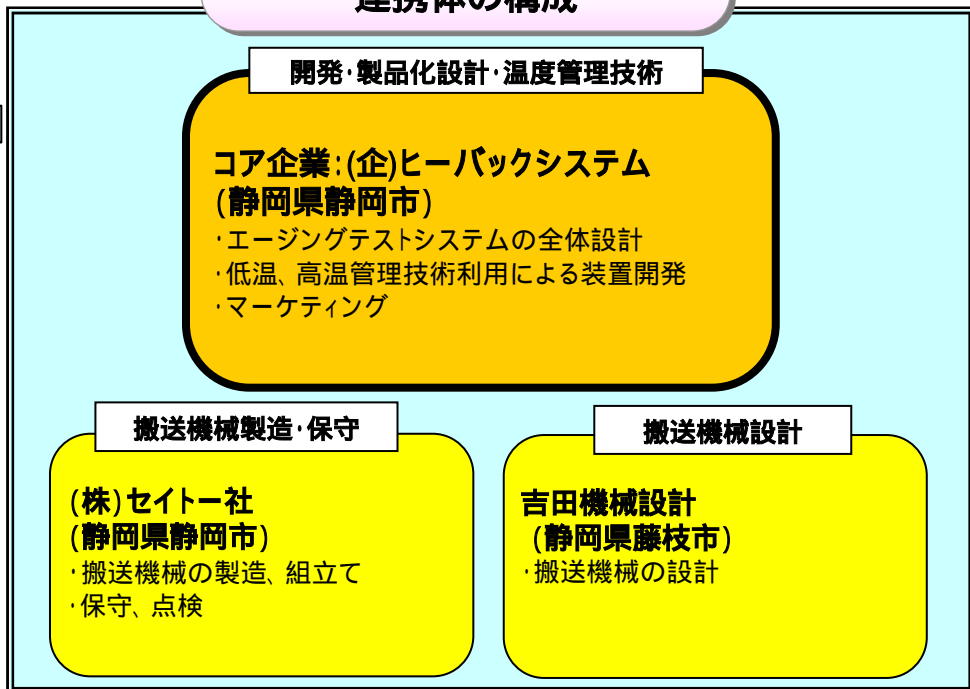 連携体の構成
開発・製品化設計・温度管理技術
コア企業:(企)ヒーバックシステム
(静岡県静岡市)
・エージングテストシステムの全体設計
・低温、高温管理技術利用による装置開発
・マーケティング
搬送機械製造・保守
(株)セイトー社
(静岡県静岡市)
・搬送機械の製造、組立て
・保守、点検
搬送機械設計
吉田機械設計
(静岡県藤枝市)
・搬送機械の設計